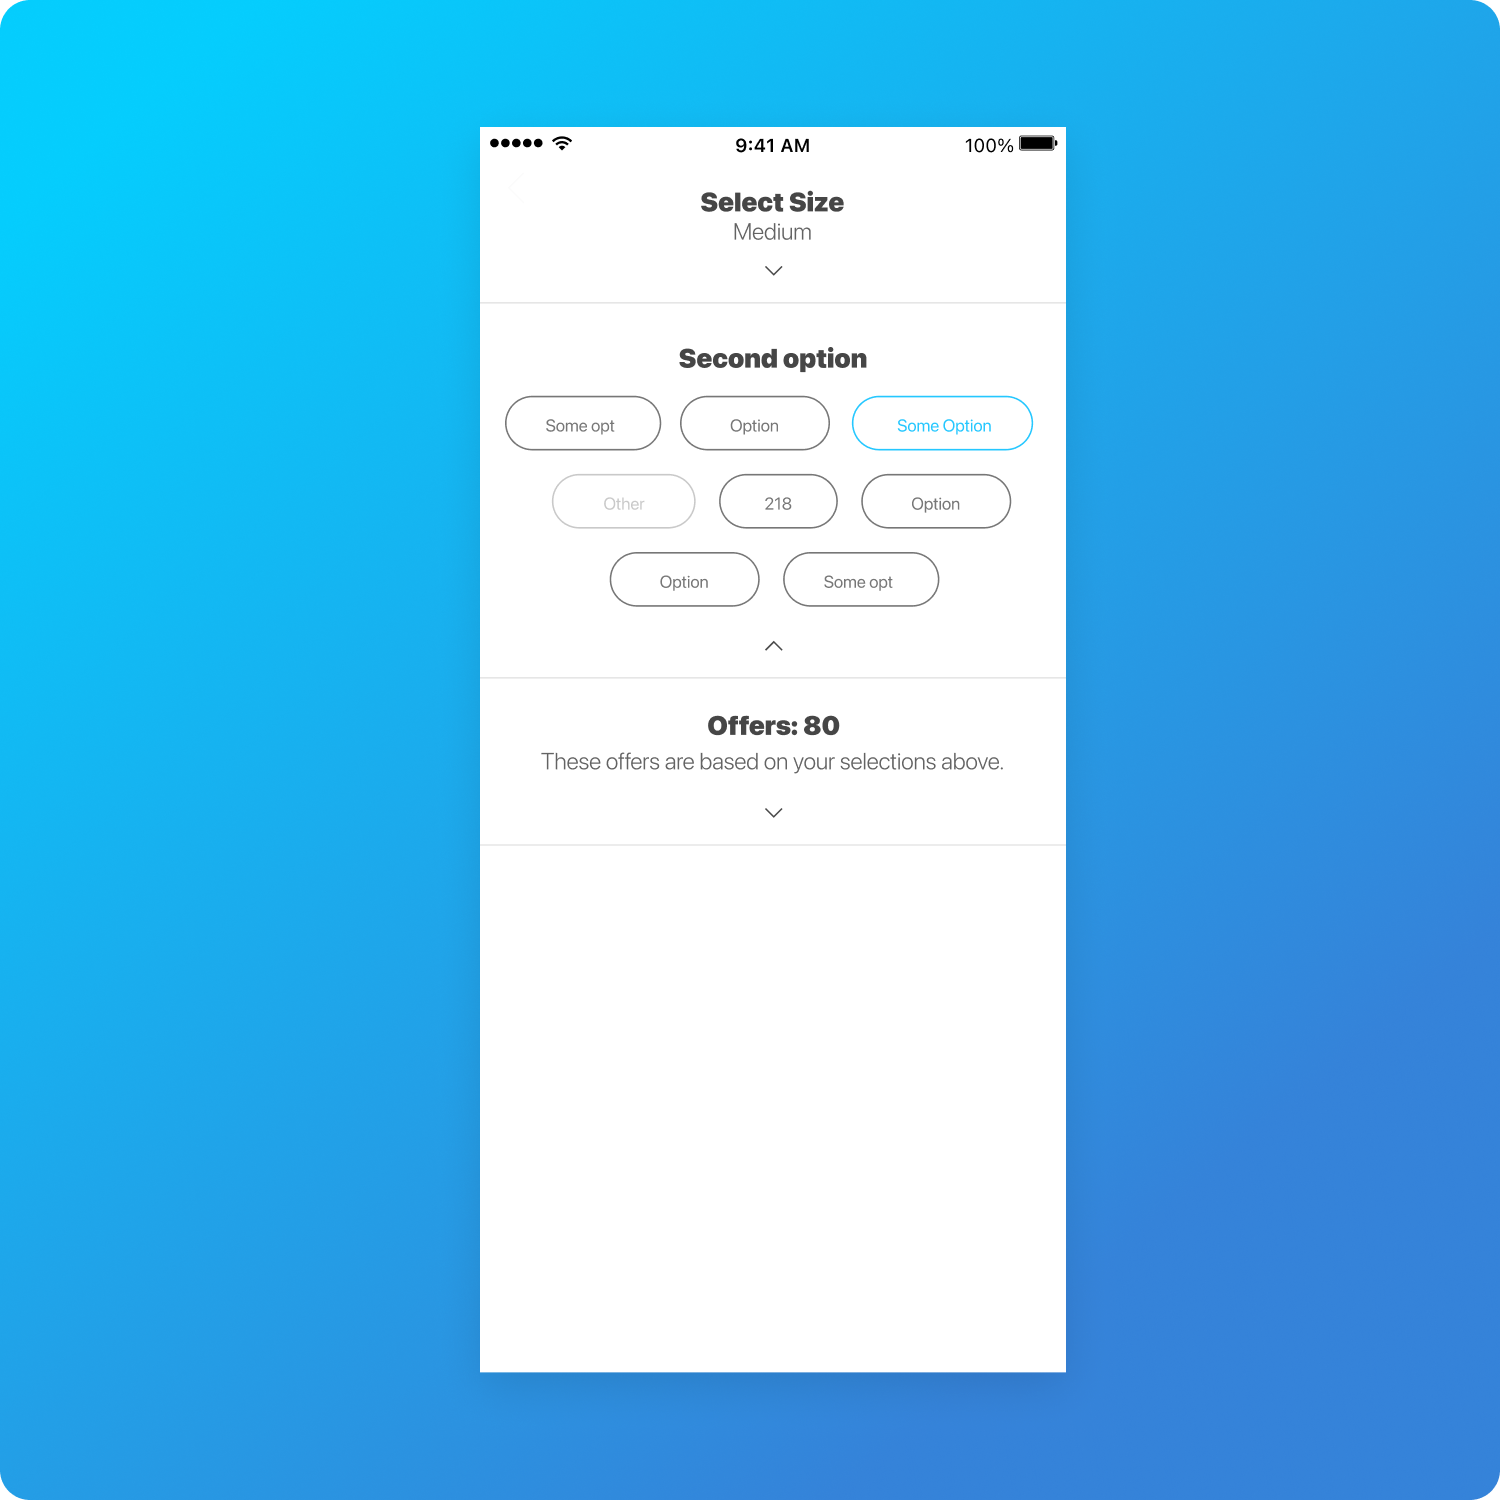 9:41 AM 100%
Select Size
Medium
Second option
Some opt Option Some Option
Other 218 Option
Option Some opt
Offers: 80
These offers are based on your selections above.